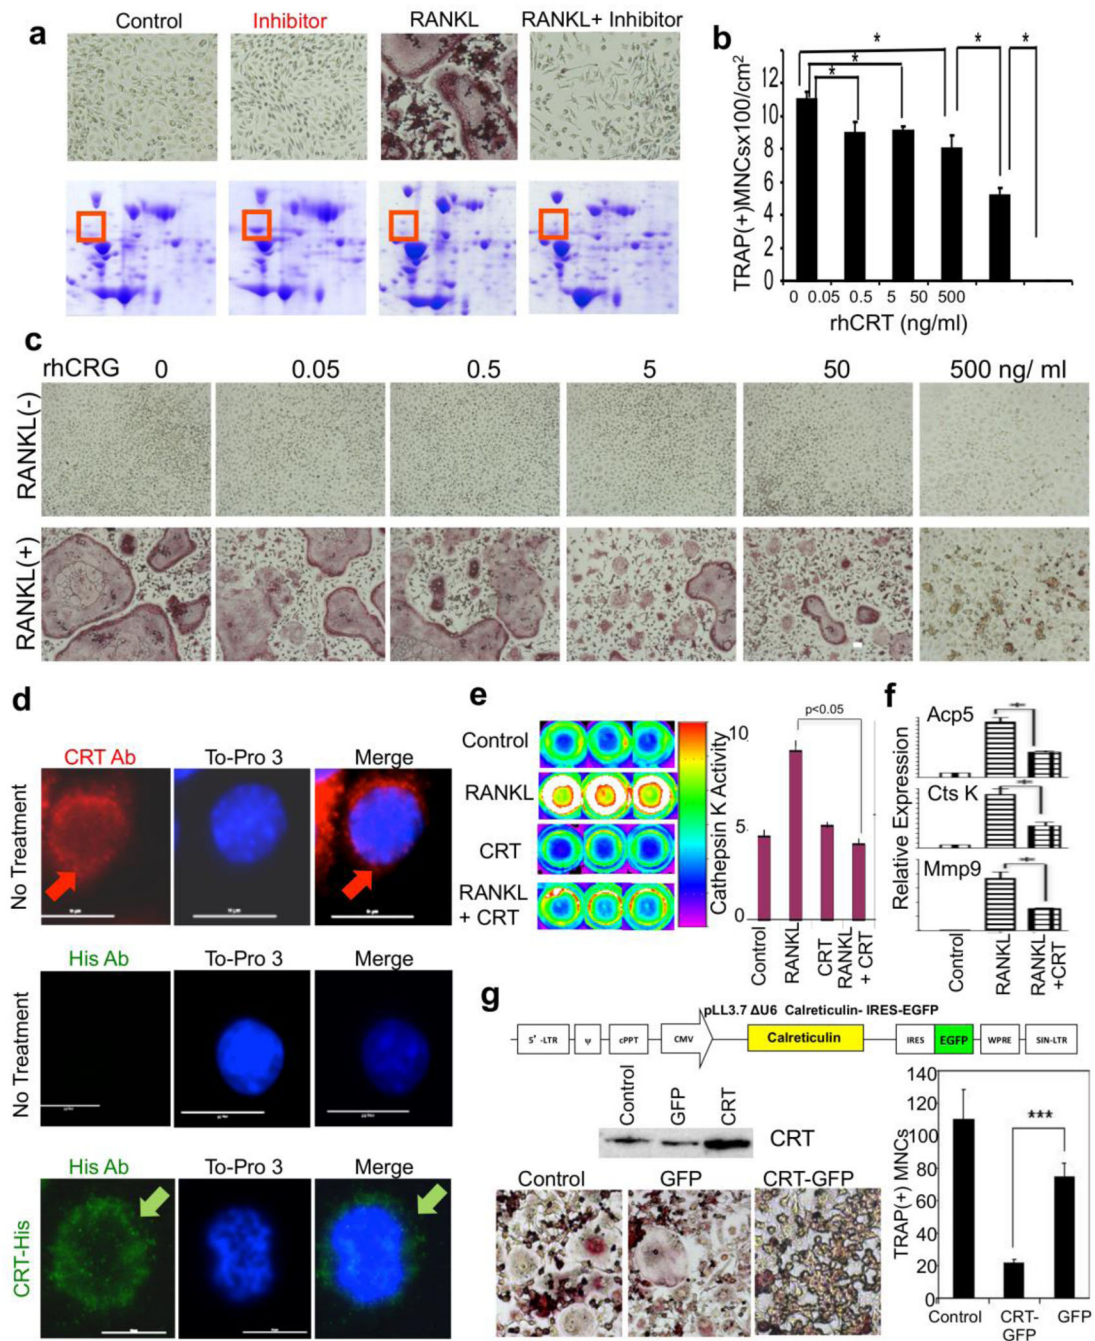 a
Control Inhibitor RANKL RANKL+ Inhibitor
b
* * *
*
*
12
10
8
6
4
2
0
TRAP(+)MNCsx100/cm²
0 0.05 0.5 5 50 500
rhCRT (ng/ml)
c
rhCRG 0 0.05 0.5 5 50 500 ng/ ml
RANKL(-)
RANKL(+)
d
CRT Ab To-Pro 3 Merge
No Treatment
His Ab To-Pro 3 Merge
No Treatment
His Ab To-Pro 3 Merge
CRT-His
e
Control
RANKL
CRT
RANKL
+ CRT
Cathepsin K Activity
10
5
0
p<0.05
Control
RANKL
CRT
RANKL
+ CRT
f
Relative Expression
Acp5
Cts K
Mmp9
Control
RANKL
RANKL
+CRT
g
pLL3.7 ΔU6 Calreticulin- IRES-EGFP
5'-LTR ψ cPPT CMV Calreticulin IRES EGFP WPRE SIN-LTR
Control
GFP
CRT
CRT
Control GFP CRT-GFP
140
120
100
80
60
40
20
0
TRAP(+) MNCs
***
Control CRT-
GFP GFP